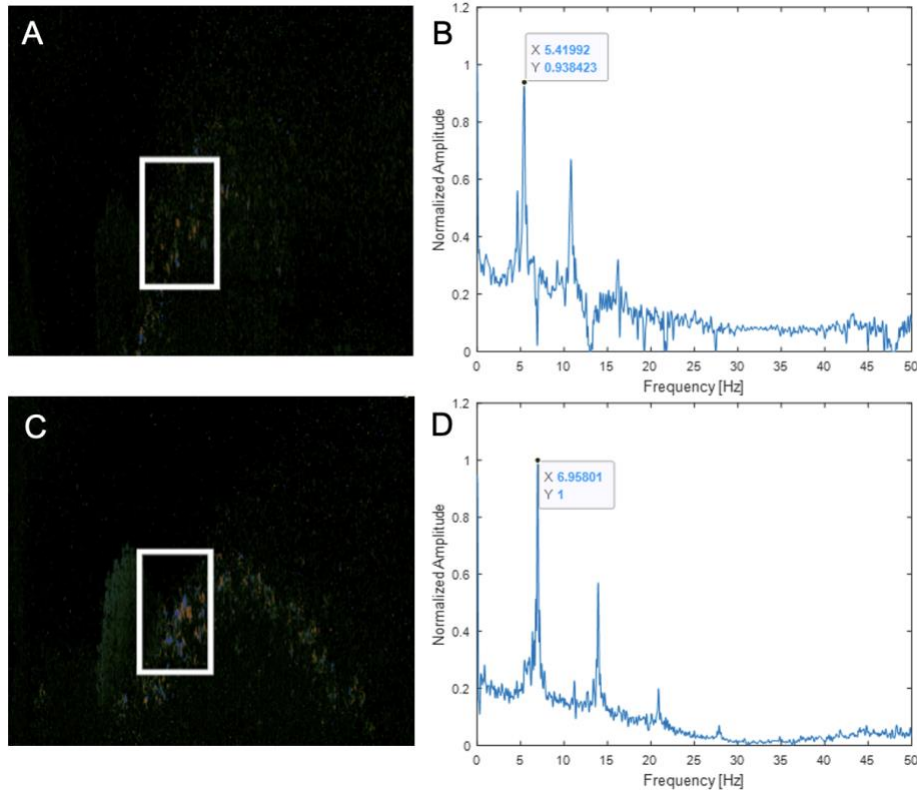 A
B
X 5.41992
Y 0.938423
1.2
1
0.8
0.6
0.4
0.2
0
Normalized Amplitude
0 5 10 15 20 25 30 35 40 45 50
Frequency [Hz]
C
D
X 6.95801
Y 1
1.2
1
0.8
0.6
0.4
0.2
0
Normalized Amplitude
0 5 10 15 20 25 30 35 40 45 50
Frequency [Hz]